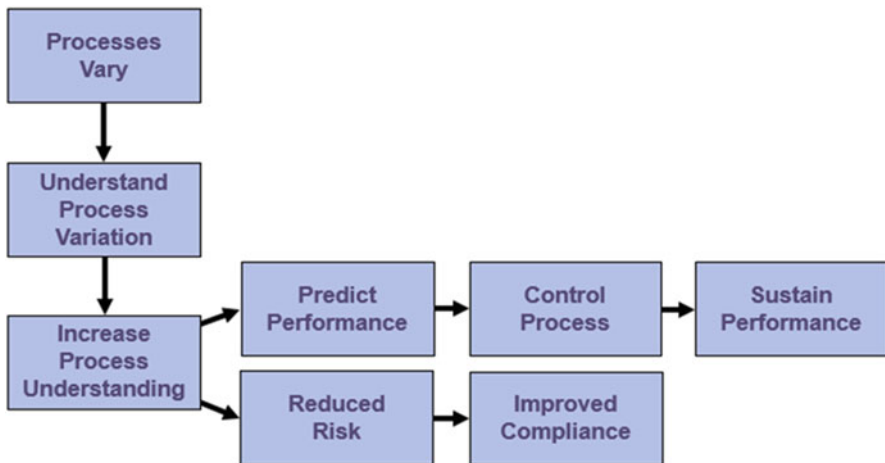 Processes
Vary
Understand
Process
Variation
Increase
Process
Understanding
Predict
Performance
Control
Process
Sustain
Performance
Reduced
Risk
Improved
Compliance